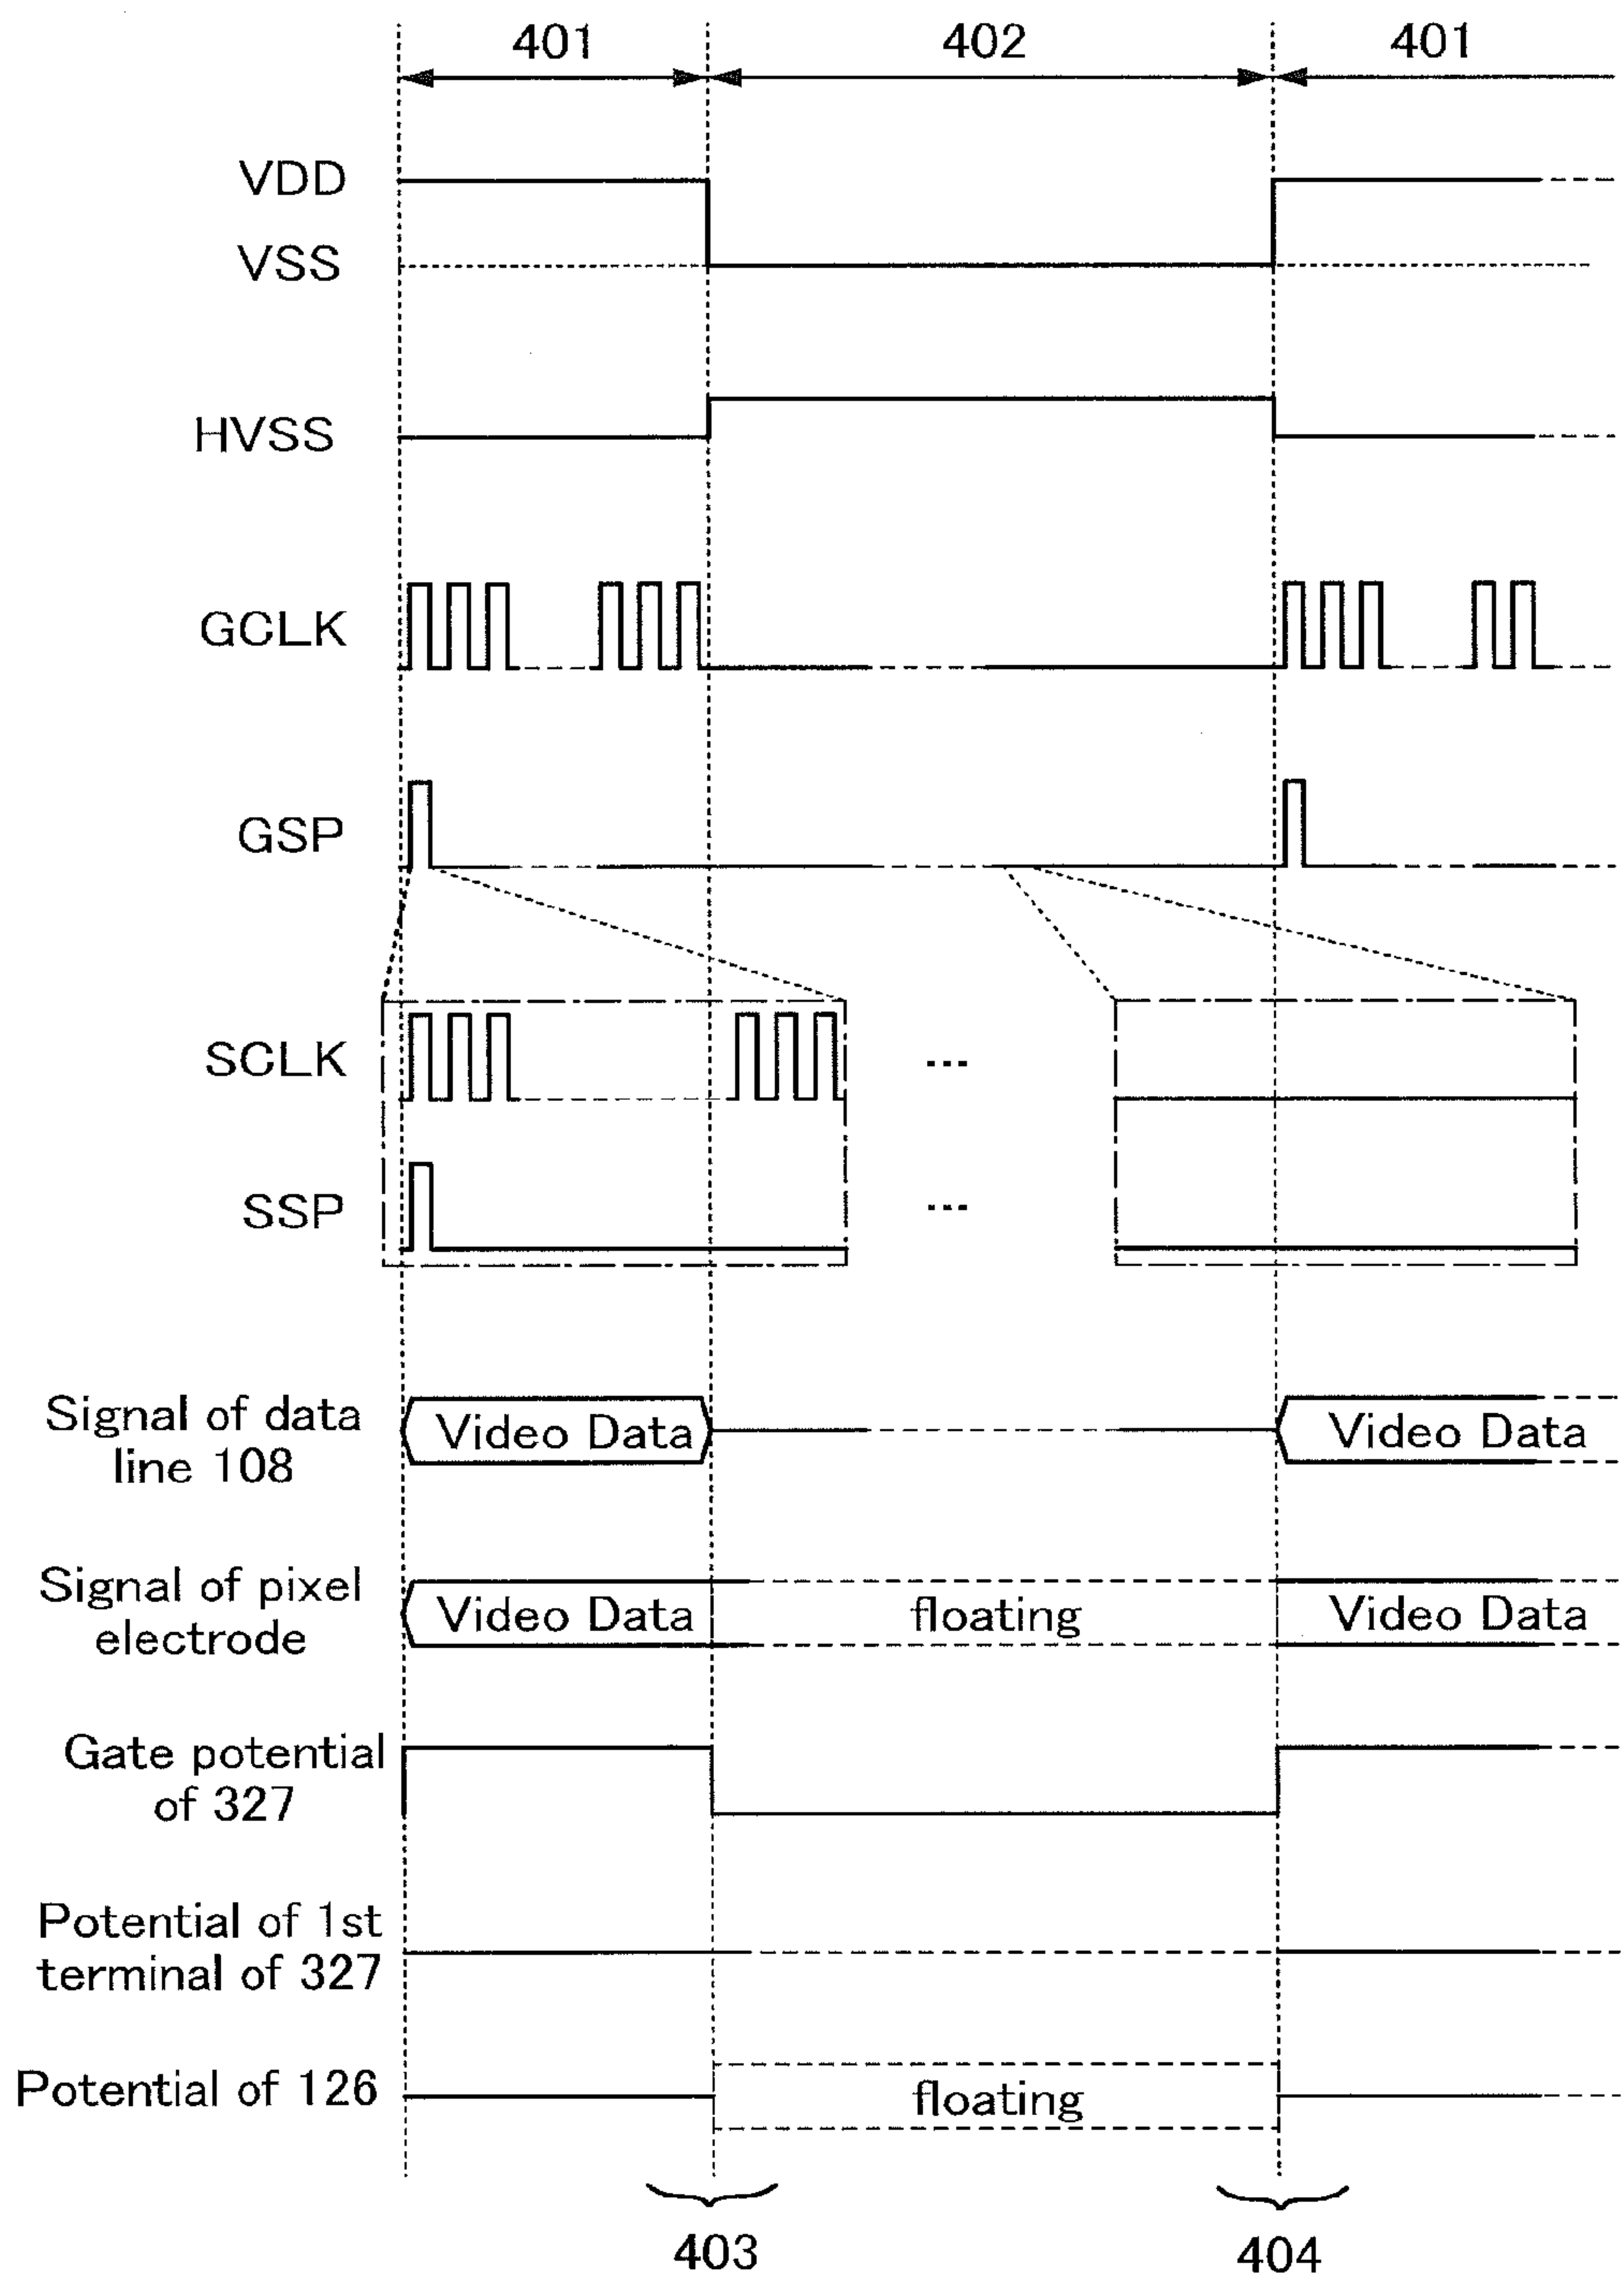 401 402 401
VDD
VSS
HVSS
GCLK
GSP
SCLK ...
SSP ...
Signal of data
line 108
Video Data Video Data
Signal of pixel
electrode
Video Data floating Video Data
Gate potential
of 327
Potential of 1st
terminal of 327
Potential of 126 floating
403 404